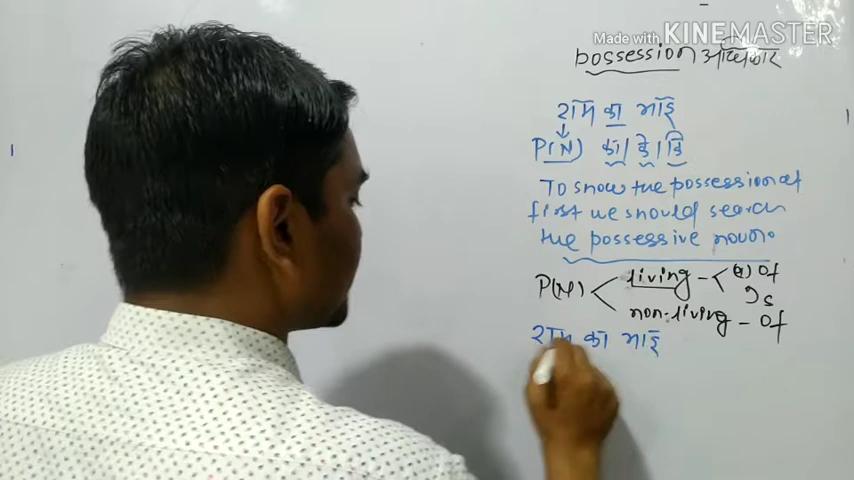 Made with KINEMASTER
possession अधिकार
राम का भाई
P(N) का/के/की
To show the possession at
first we should search
the possessive noun.
P(N) living - (a) of
's
non-living - of
राम का भाई